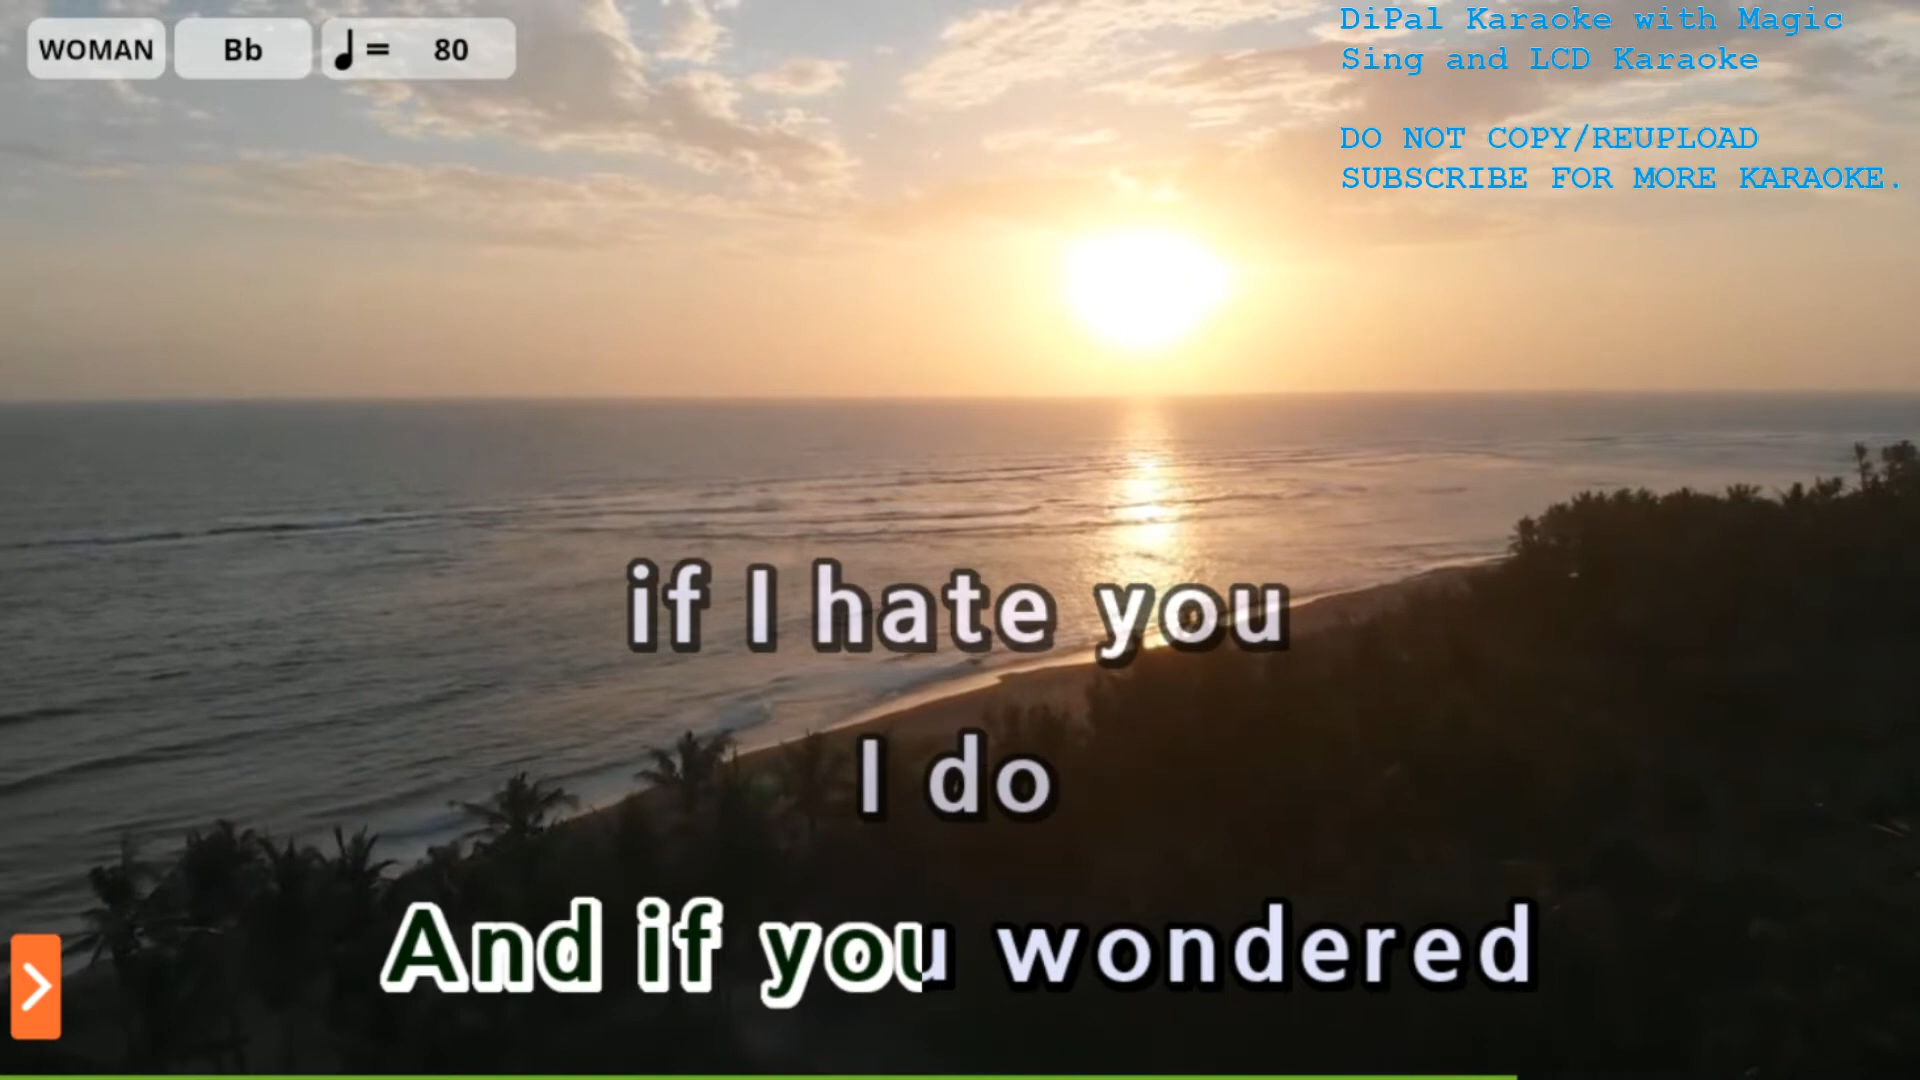 WOMAN Bb ♩= 80
DiPal Karaoke with Magic
Sing and LCD Karaoke
DO NOT COPY/REUPLOAD
SUBSCRIBE FOR MORE KARAOKE.
if I hate you
I do
And if you wondered